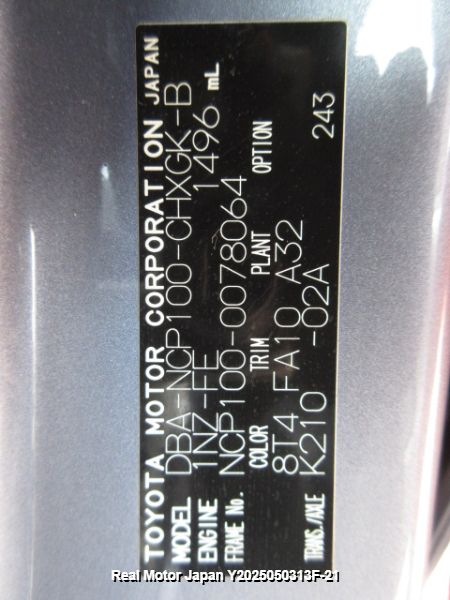 TOYOTA MOTOR CORPORATION JAPAN
MODEL DBA-NCP100-CHXGK-B
ENGINE 1NZ-FE 1496 mL
FRAME No. NCP100-0078064
COLOR TRIM PLANT OPTION
8T4 FA10 A32 243
TRANS./AXLE K210 -02A
Real Motor Japan Y2025050313F-21